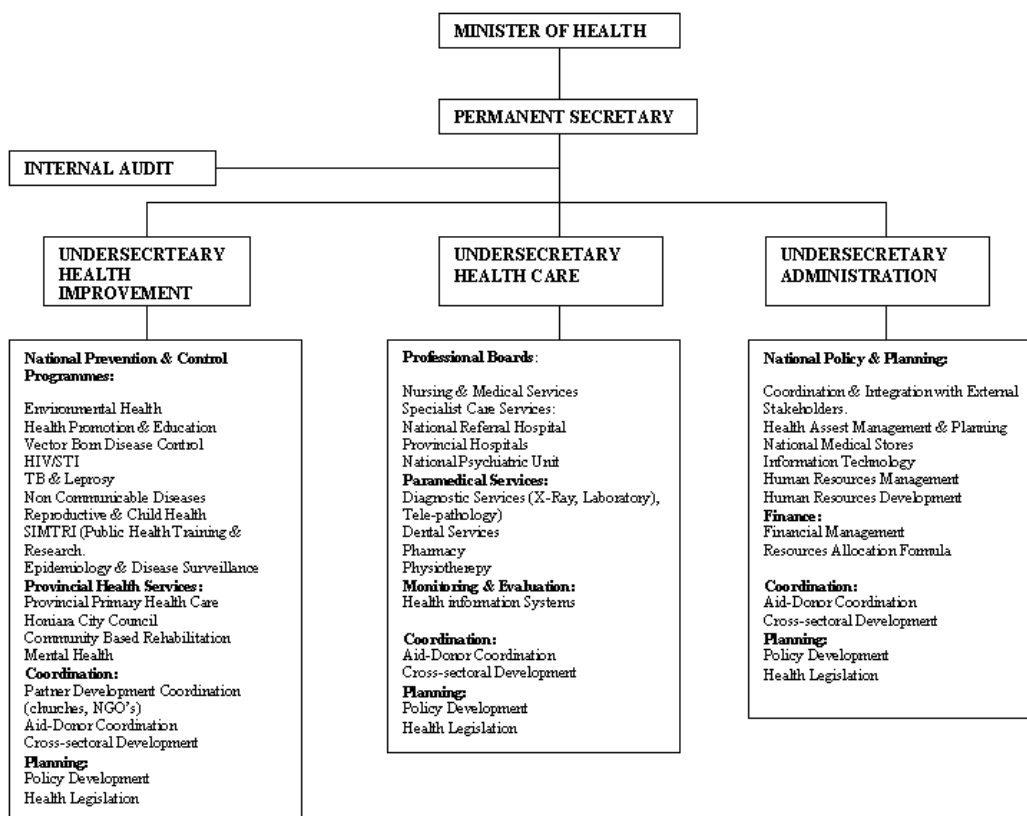 MINISTER OF HEALTH
PERMANENT SECRETARY
INTERNAL AUDIT
UNDERSECRTEARY
HEALTH
IMPROVEMENT
UNDERSECRETARY
HEALTH CARE
UNDERSECRETARY
ADMINISTRATION
National Prevention & Control
Programmes:
Environmental Health
Health Promotion & Education
Vector Born Disease Control
HIV/STI
TB & Leprosy
Non Communicable Diseases
Reproductive & Child Health
SIMTRI (Public Health Training &
Research.
Epidemiology & Disease Surveillance
Provincial Health Services:
Provincial Primary Health Care
Honiara City Council
Community Based Rehabilitation
Mental Health
Coordination:
Partner Development Coordination
(churches, NGO's)
Aid-Donor Coordination
Cross-sectoral Development
Planning:
Policy Development
Health Legislation
Professional Boards:
Nursing & Medical Services
Specialist Care Services:
National Referral Hospital
Provincial Hospitals
National Psychiatric Unit
Paramedical Services:
Diagnostic Services (X-Ray, Laboratory),
Tele-pathology)
Dental Services
Pharmacy
Physiotherepy
Monitoring & Evaluation:
Health information Systems
Coordination:
Aid-Donor Coordination
Cross-sectoral Development
Planning:
Policy Development
Health Legislation
National Policy & Planning:
Coordination & Integration with External
Stakeholders.
Health Assest Management & Planning
National Medical Stores
Information Technology
Human Resources Management
Human Resources Development
Finance:
Financial Management
Resources Allocation Formula
Coordination:
Aid-Donor Coordination
Cross-sectoral Development
Planning:
Policy Development
Health Legislation